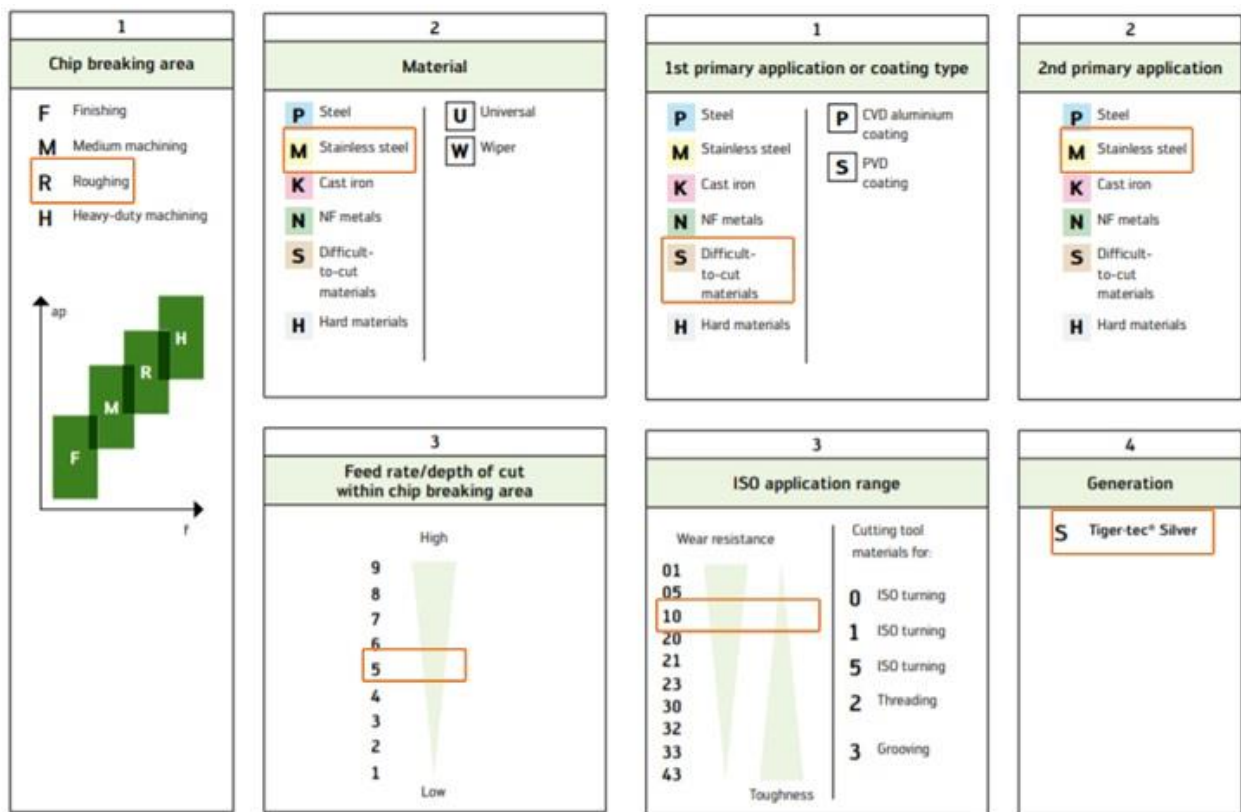 1
Chip breaking area
F Finishing
M Medium machining
R Roughing
H Heavy-duty machining
ap
H
R
M
F
f
2
Material
P Steel
M Stainless steel
K Cast iron
N NF metals
S Difficult-
to-cut
materials
H Hard materials
U Universal
W Wiper
3
Feed rate/depth of cut
within chip breaking area
High
9
8
7
6
5
4
3
2
1
Low
1
1st primary application or coating type
P Steel
M Stainless steel
K Cast iron
N NF metals
S Difficult-
to-cut
materials
H Hard materials
P CVD aluminium
coating
S PVD
coating
2
2nd primary application
P Steel
M Stainless steel
K Cast iron
N NF metals
S Difficult-
to-cut
materials
H Hard materials
3
ISO application range
Wear resistance
01
05
10
20
21
23
30
32
33
43
Toughness
Cutting tool
materials for:
0 ISO turning
1 ISO turning
5 ISO turning
2 Threading
3 Grooving
4
Generation
S Tiger·tec® Silver